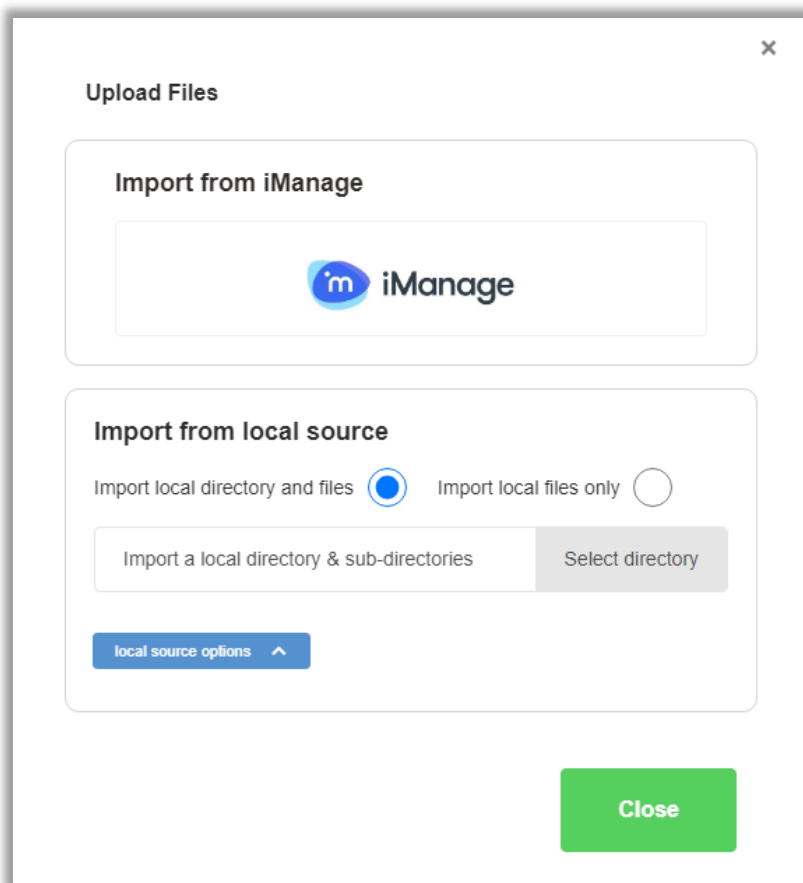 ×
Upload Files
Import from iManage
im iManage
Import from local source
Import local directory and files Import local files only
Import a local directory & sub-directories Select directory
local source options
Close